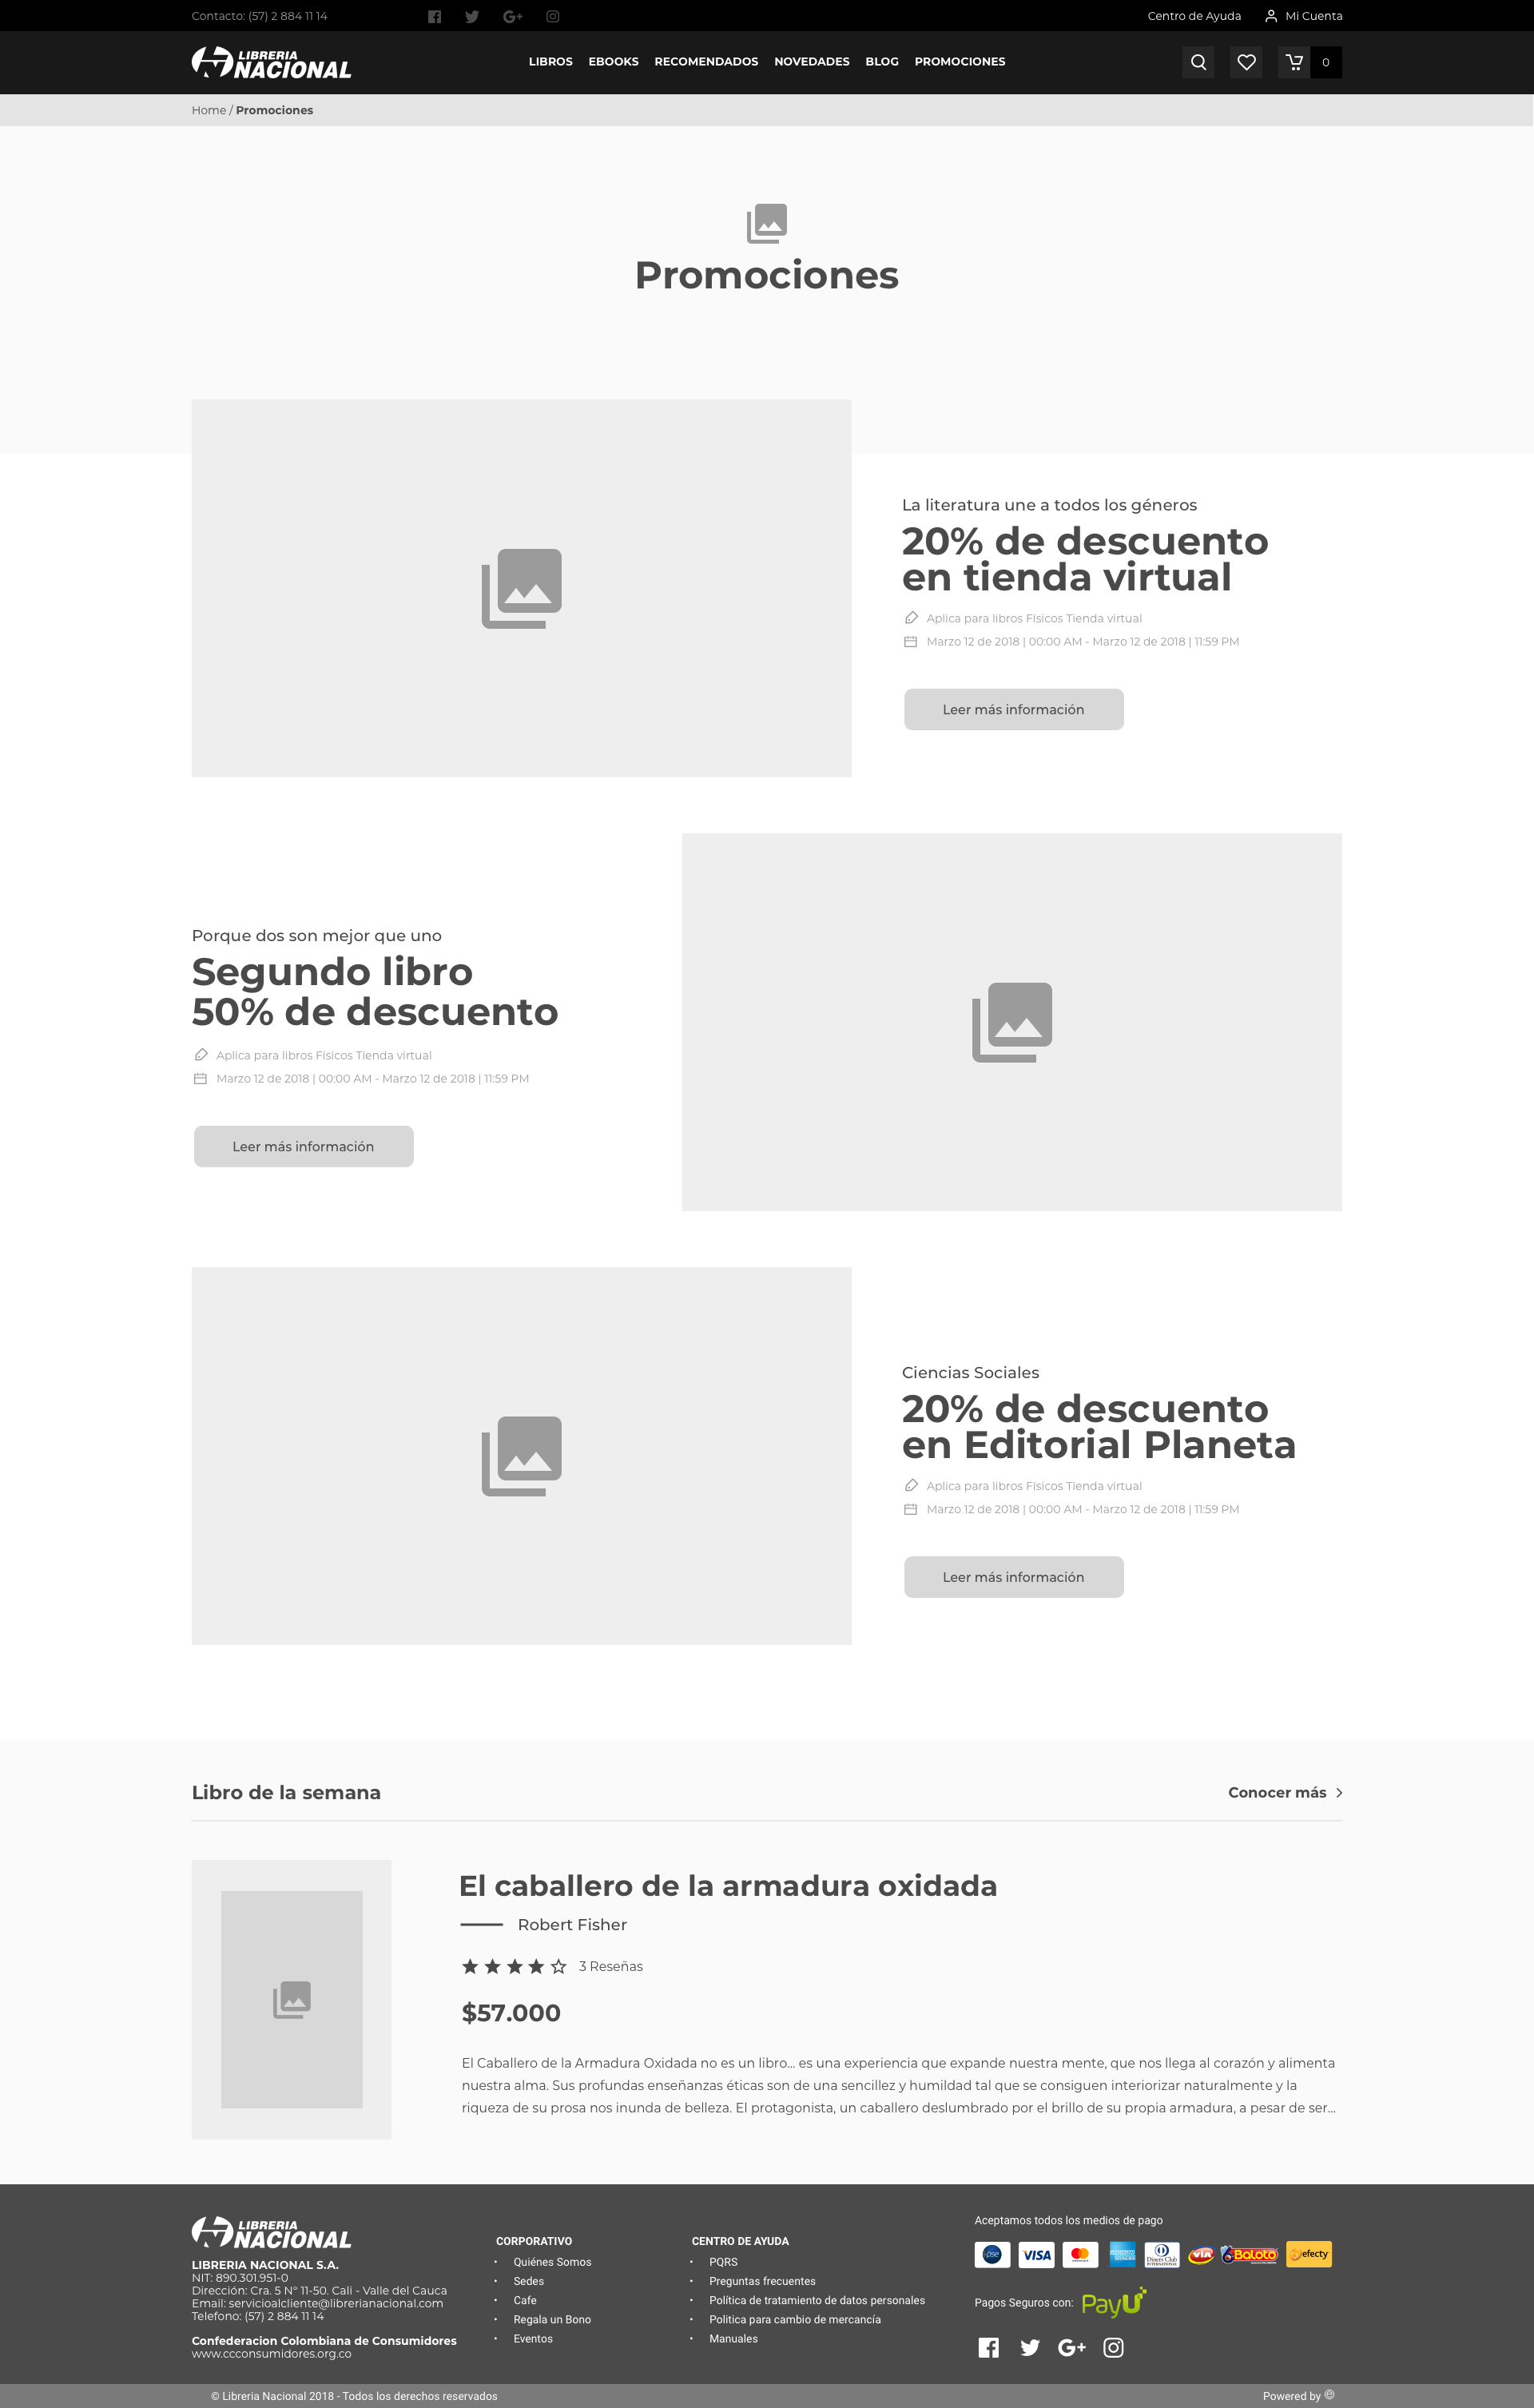 Contacto: (57) 2 884 11 14
Centro de Ayuda
Mi Cuenta
LIBRERIA
NACIONAL
LIBROS EBOOKS RECOMENDADOS NOVEDADES BLOG PROMOCIONES
0
Home / Promociones
Promociones
La literatura une a todos los géneros
20% de descuento
en tienda virtual
Aplica para libros Físicos Tienda virtual
Marzo 12 de 2018 | 00:00 AM - Marzo 12 de 2018 | 11:59 PM
Leer más información
Porque dos son mejor que uno
Segundo libro
50% de descuento
Aplica para libros Físicos Tienda virtual
Marzo 12 de 2018 | 00:00 AM - Marzo 12 de 2018 | 11:59 PM
Leer más información
Ciencias Sociales
20% de descuento
en Editorial Planeta
Aplica para libros Físicos Tienda virtual
Marzo 12 de 2018 | 00:00 AM - Marzo 12 de 2018 | 11:59 PM
Leer más información
Libro de la semana
Conocer más
El caballero de la armadura oxidada
Robert Fisher
3 Reseñas
$57.000
El Caballero de la Armadura Oxidada no es un libro... es una experiencia que expande nuestra mente, que nos llega al corazón y alimenta
nuestra alma. Sus profundas enseñanzas éticas son de una sencillez y humildad tal que se consiguen interiorizar naturalmente y la
riqueza de su prosa nos inunda de belleza. El protagonista, un caballero deslumbrado por el brillo de su propia armadura, a pesar de ser...
LIBRERIA
NACIONAL
LIBRERIA NACIONAL S.A.
NIT: 890.301.951-0
Dirección: Cra. 5 N° 11-50. Cali - Valle del Cauca
Email: servicioalcliente@librerianacional.com
Telefono: (57) 2 884 11 14
Confederacion Colombiana de Consumidores
www.ccconsumidores.org.co
CORPORATIVO
• Quiénes Somos
• Sedes
• Cafe
• Regala un Bono
• Eventos
CENTRO DE AYUDA
• PQRS
• Preguntas frecuentes
• Política de tratamiento de datos personales
• Politica para cambio de mercancía
• Manuales
Aceptamos todos los medios de pago
pse VISA mastercard AMERICAN EXPRESS Diners Club INTERNATIONAL VIA Baloto efecty
Pagos Seguros con: PayU
© Libreria Nacional 2018 - Todos los derechos reservados
Powered by